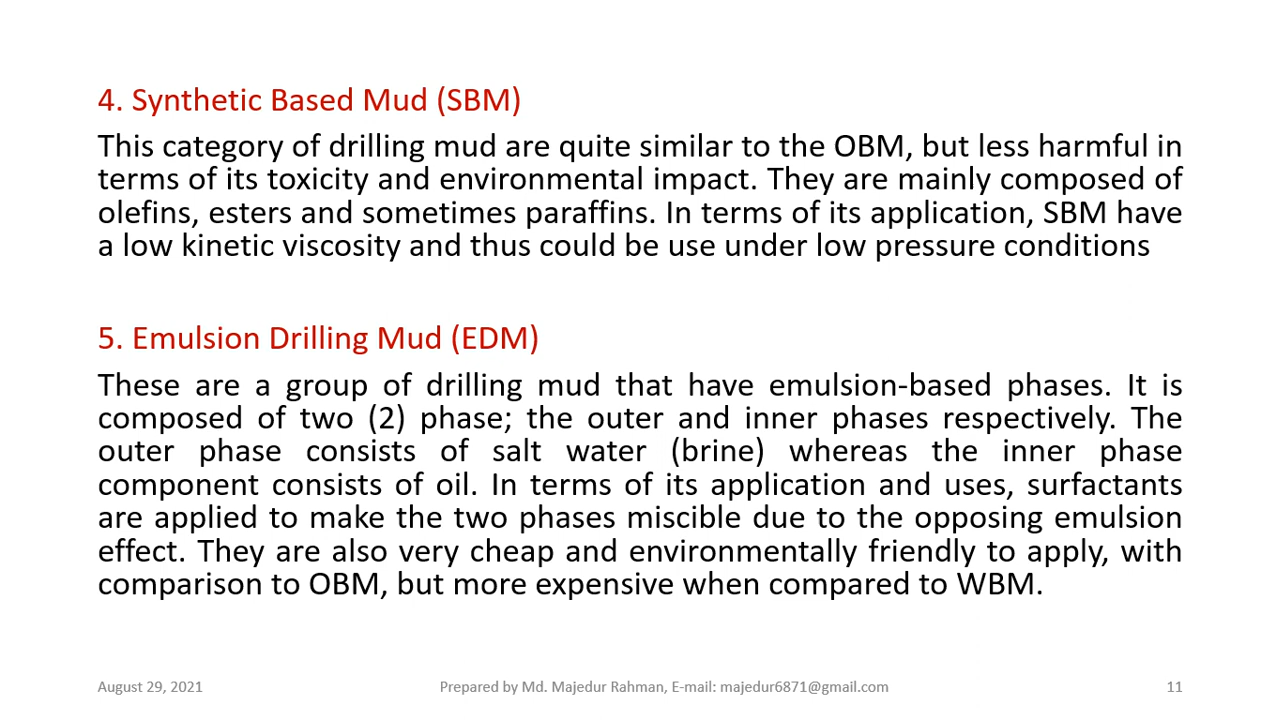 4. Synthetic Based Mud (SBM)
This category of drilling mud are quite similar to the OBM, but less harmful in
terms of its toxicity and environmental impact. They are mainly composed of
olefins, esters and sometimes paraffins. In terms of its application, SBM have
a low kinetic viscosity and thus could be use under low pressure conditions
5. Emulsion Drilling Mud (EDM)
These are a group of drilling mud that have emulsion-based phases. It is
composed of two (2) phase; the outer and inner phases respectively. The
outer phase consists of salt water (brine) whereas the inner phase
component consists of oil. In terms of its application and uses, surfactants
are applied to make the two phases miscible due to the opposing emulsion
effect. They are also very cheap and environmentally friendly to apply, with
comparison to OBM, but more expensive when compared to WBM.
August 29, 2021
Prepared by Md. Majedur Rahman, E-mail: majedur6871@gmail.com
11